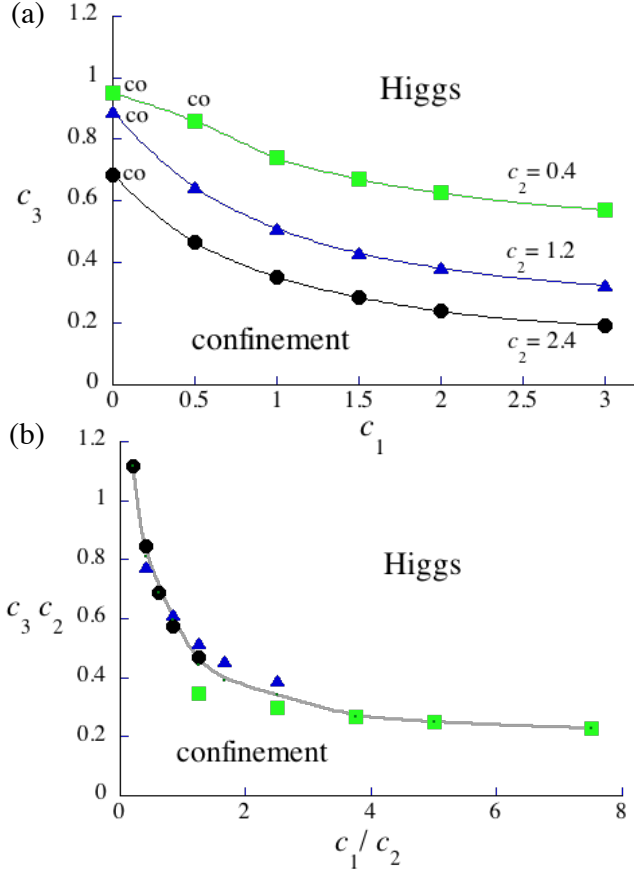 (a)
1.2
1
0.8
0.6
0.4
0.2
0
c3
co
co
co
co
Higgs
c2= 0.4
c2= 1.2
c2= 2.4
confinement
0 0.5 1 1.5 2 2.5 3
c1
(b)
1.2
1
0.8
0.6
0.4
0.2
0
c3 c2
Higgs
confinement
0 2 4 6 8
c1/ c2